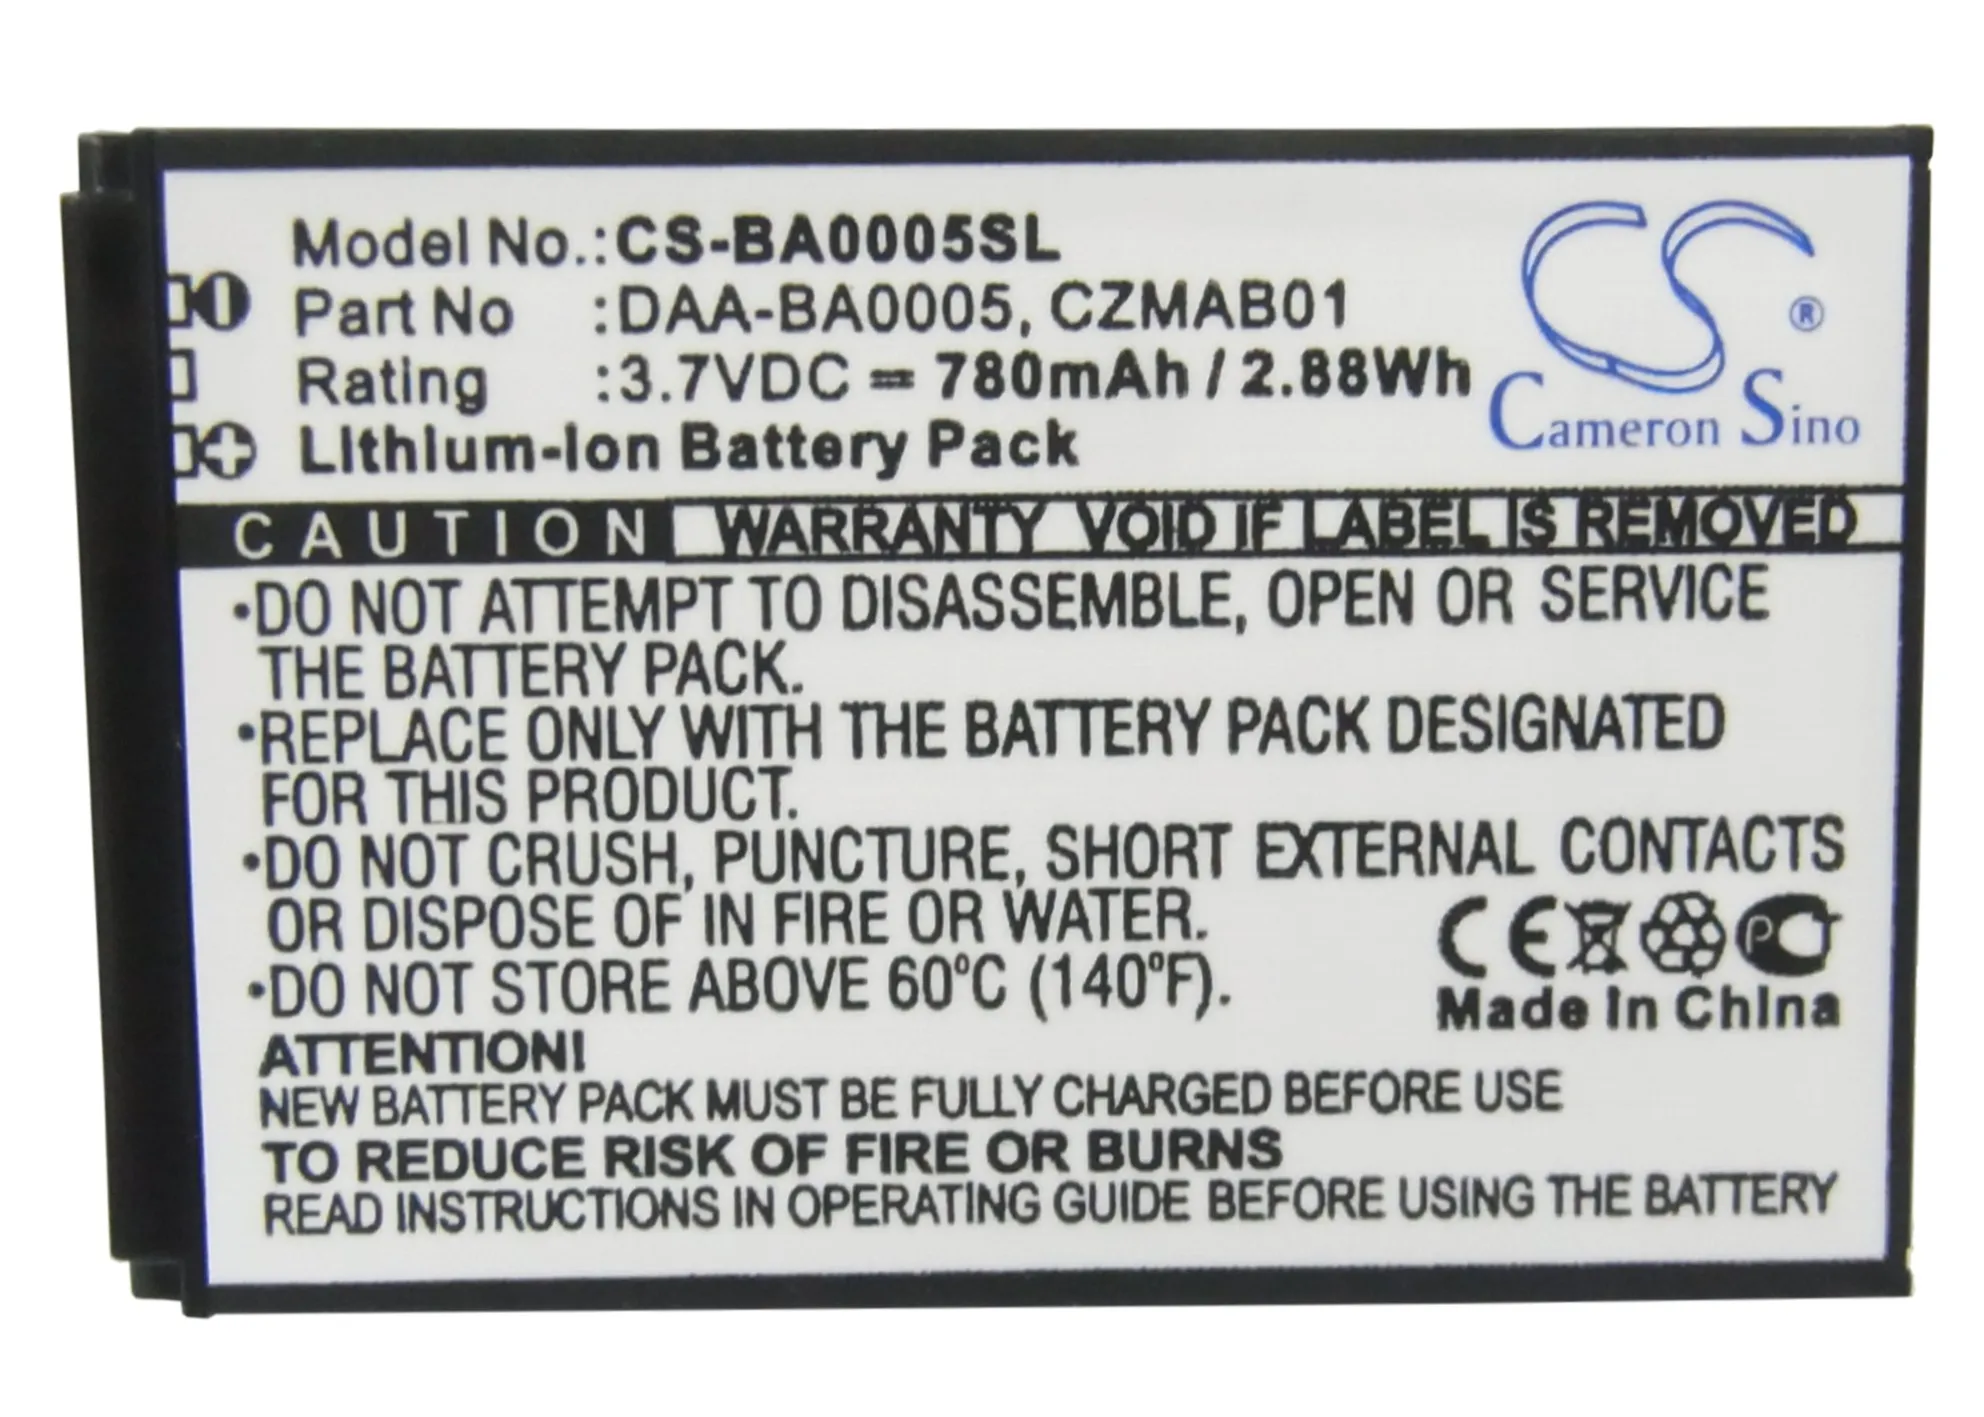 Model No.:CS-BA0005SL
Part No :DAA-BA0005, CZMAB01
Rating :3.7VDC ⎓ 780mAh / 2.88Wh
Lithium-Ion Battery Pack
CS ®
Cameron Sino
CAUTION WARRANTY VOID IF LABEL IS REMOVED
•DO NOT ATTEMPT TO DISASSEMBLE, OPEN OR SERVICE
THE BATTERY PACK.
•REPLACE ONLY WITH THE BATTERY PACK DESIGNATED
FOR THIS PRODUCT.
•DO NOT CRUSH, PUNCTURE, SHORT EXTERNAL CONTACTS
OR DISPOSE OF IN FIRE OR WATER.
•DO NOT STORE ABOVE 60°C (140°F).
CE PC
Made In China
ATTENTION!
NEW BATTERY PACK MUST BE FULLY CHARGED BEFORE USE
TO REDUCE RISK OF FIRE OR BURNS
READ INSTRUCTIONS IN OPERATING GUIDE BEFORE USING THE BATTERY